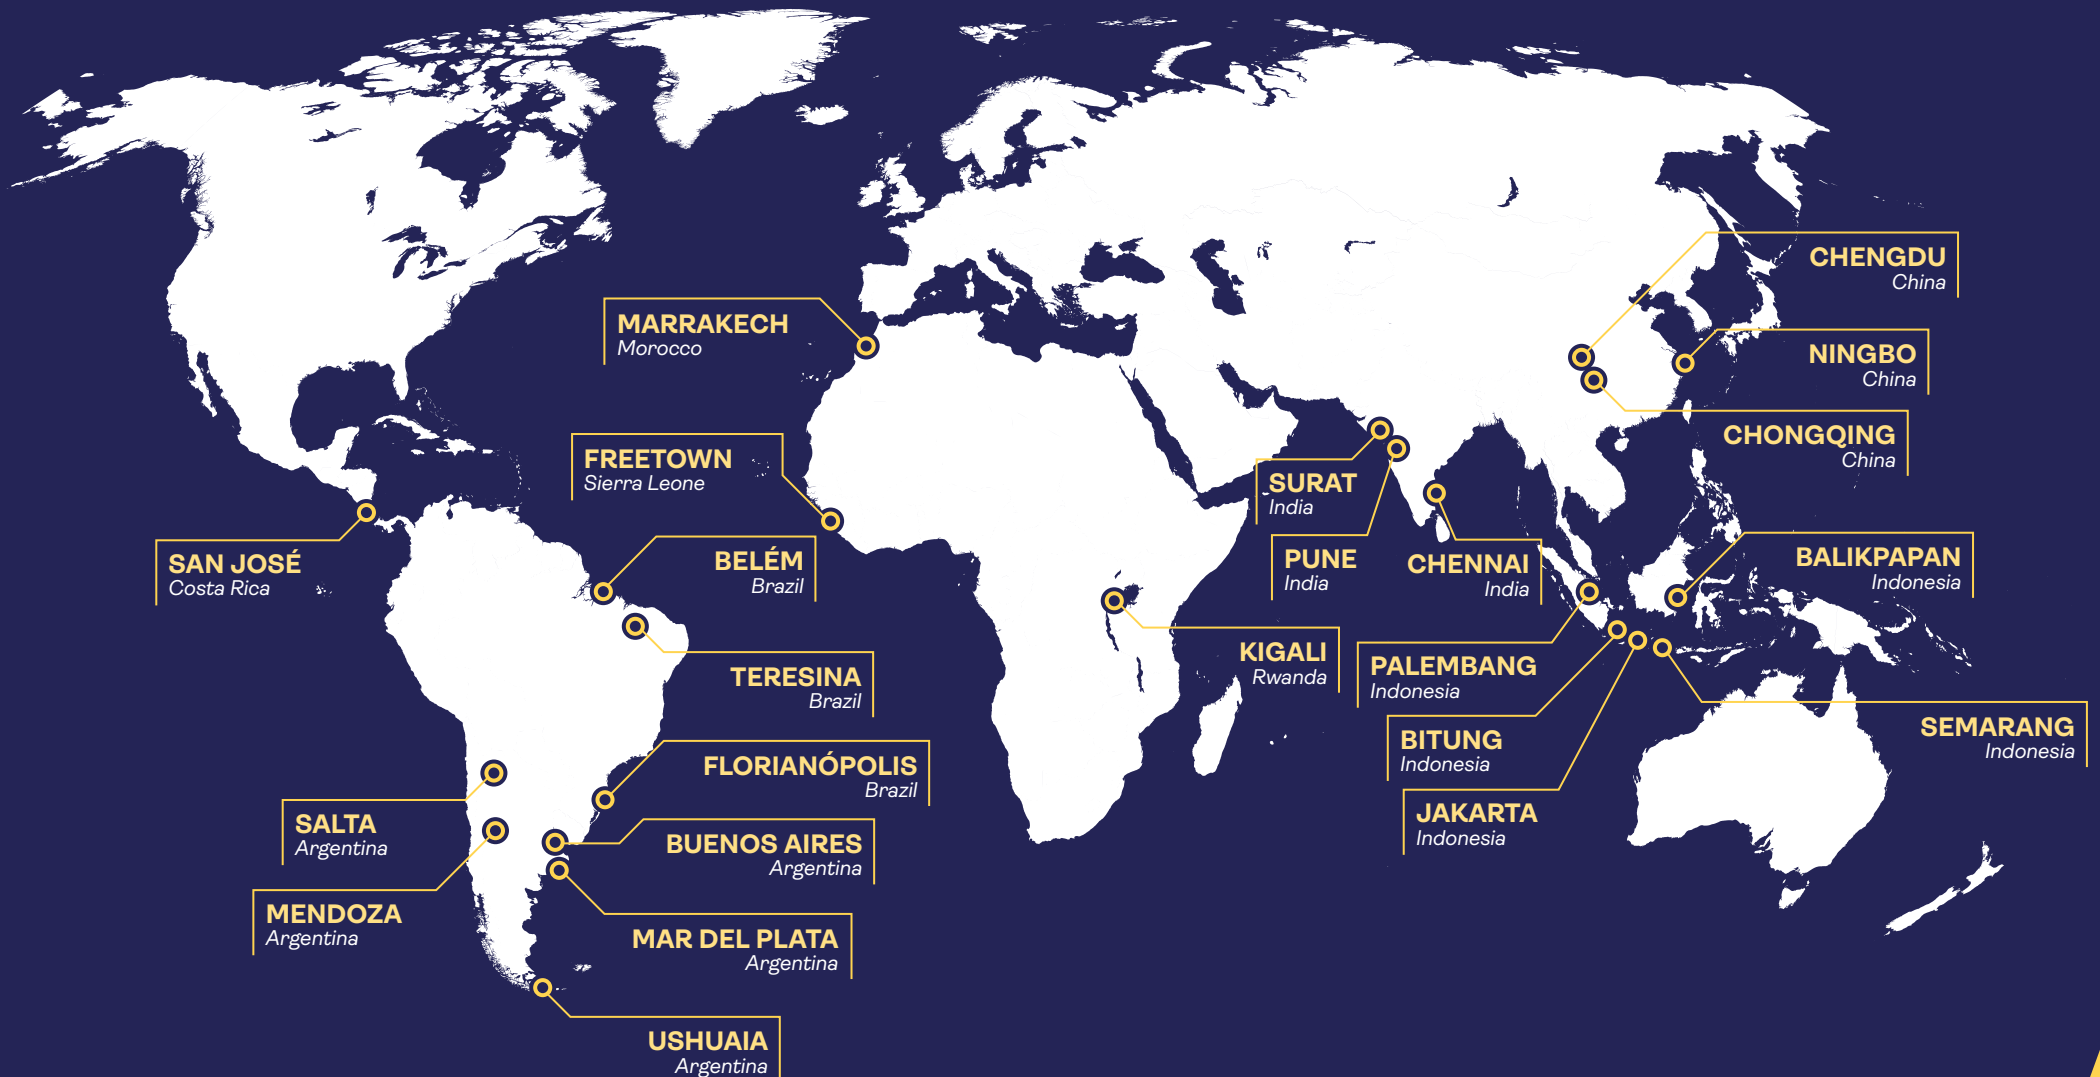 CHENGDU
China
MARRAKECH
Morocco
NINGBO
China
CHONGQING
China
FREETOWN
Sierra Leone
SURAT
India
SAN JOSÉ
Costa Rica
BELÉM
Brazil
PUNE
India
CHENNAI
India
BALIKPAPAN
Indonesia
TERESINA
Brazil
KIGALI
Rwanda
PALEMBANG
Indonesia
BITUNG
Indonesia
SEMARANG
Indonesia
FLORIANÓPOLIS
Brazil
JAKARTA
Indonesia
SALTA
Argentina
BUENOS AIRES
Argentina
MENDOZA
Argentina
MAR DEL PLATA
Argentina
USHUAIA
Argentina